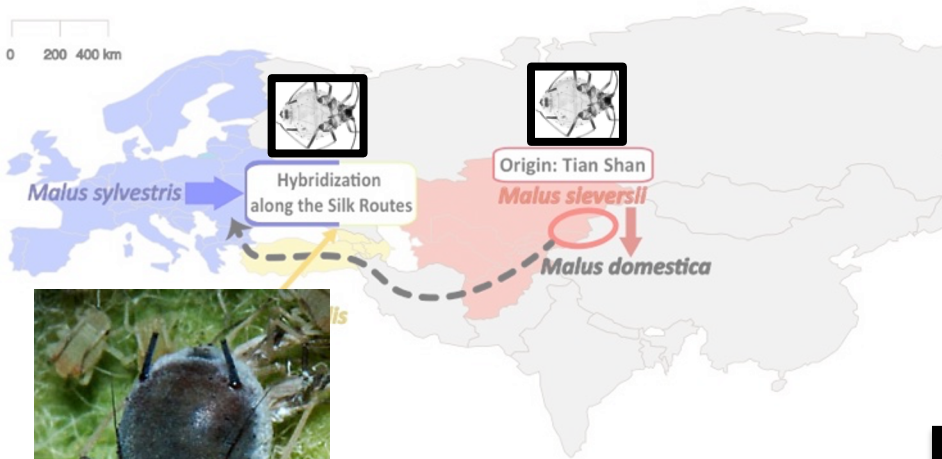 0 200 400 km
Origin: Tian Shan
Malus sylvestris
Hybridization
along the Silk Routes
Malus sieversii
Malus domestica